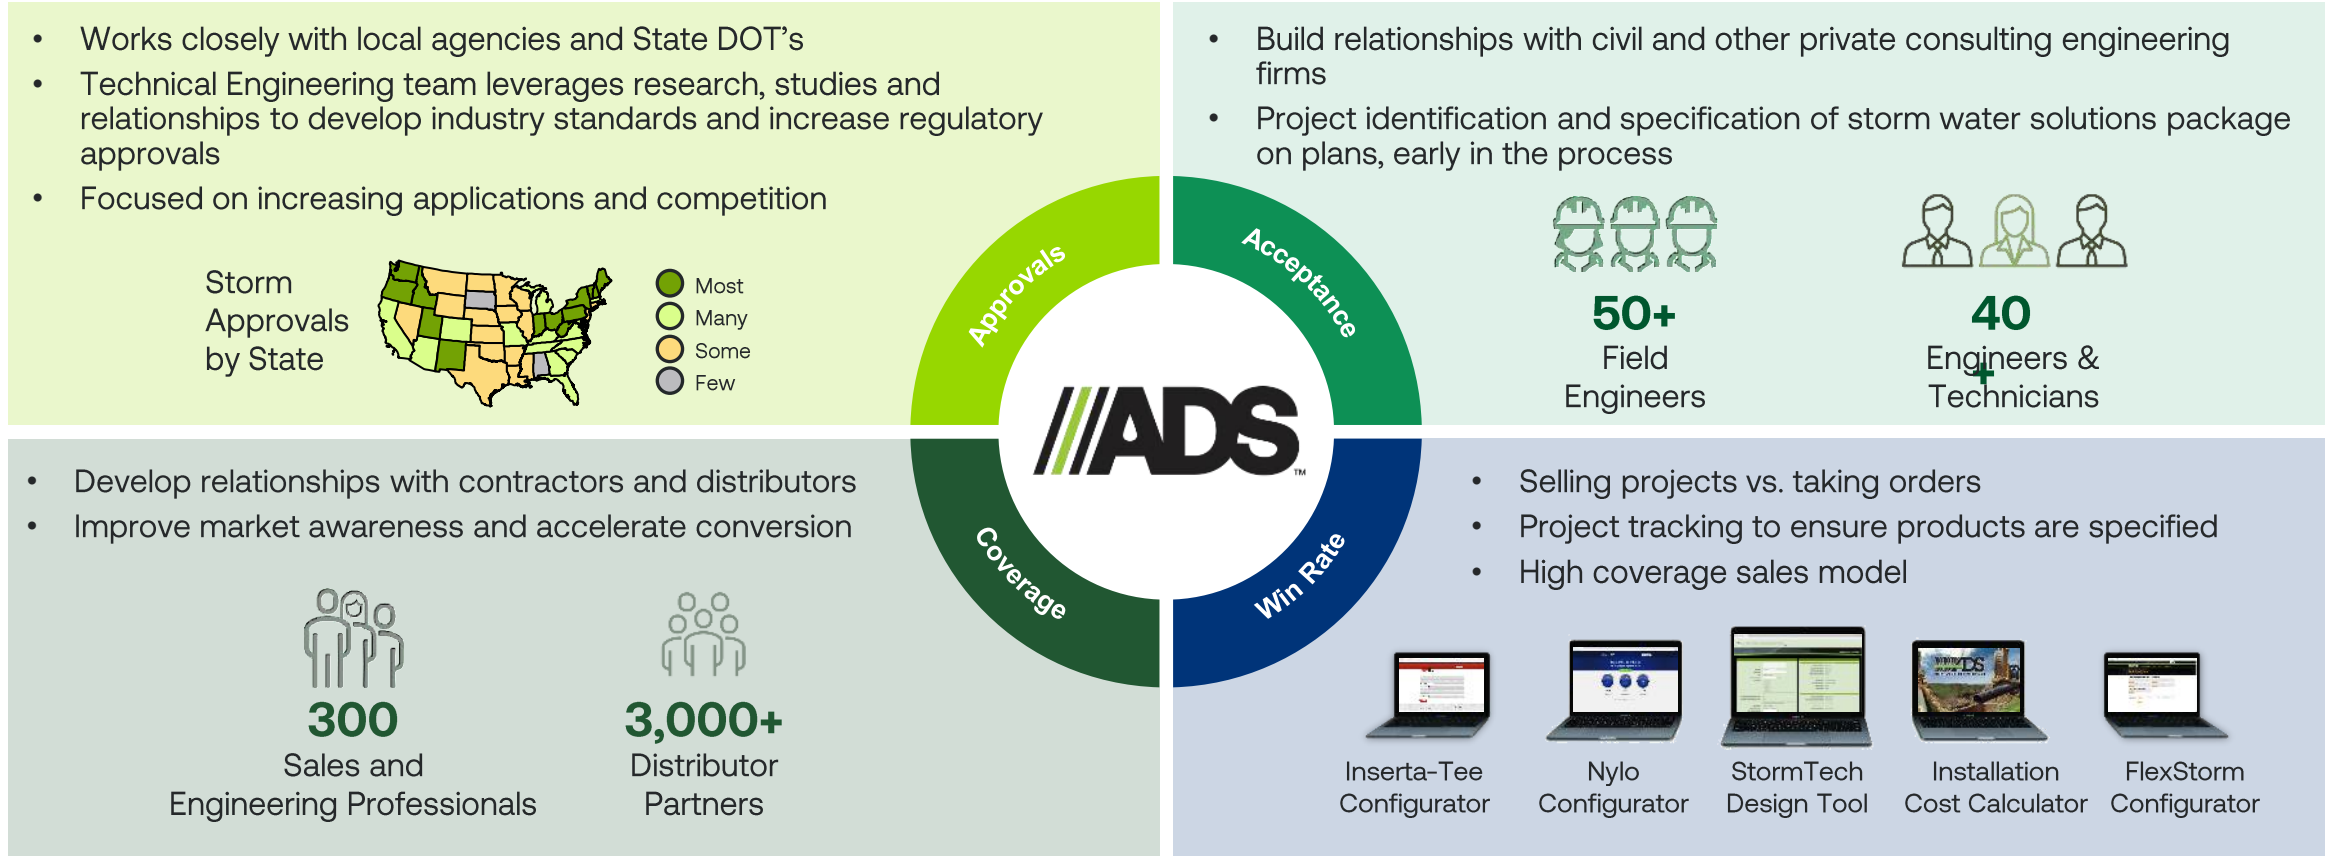 • Works closely with local agencies and State DOT’s
• Technical Engineering team leverages research, studies and
relationships to develop industry standards and increase regulatory
approvals
• Focused on increasing applications and competition
Storm
Approvals
by State
Most
Many
Some
Few
• Build relationships with civil and other private consulting engineering
firms
• Project identification and specification of storm water solutions package
on plans, early in the process
50+
Field
Engineers
40
+
Engineers &
Technicians
Approvals
Acceptance
ADS™
Coverage
Win Rate
• Develop relationships with contractors and distributors
• Improve market awareness and accelerate conversion
300
Sales and
Engineering Professionals
3,000+
Distributor
Partners
• Selling projects vs. taking orders
• Project tracking to ensure products are specified
• High coverage sales model
Inserta-Tee
Configurator
Nylo
Configurator
StormTech
Design Tool
ADS
Installation
Cost Calculator
FlexStorm
Configurator